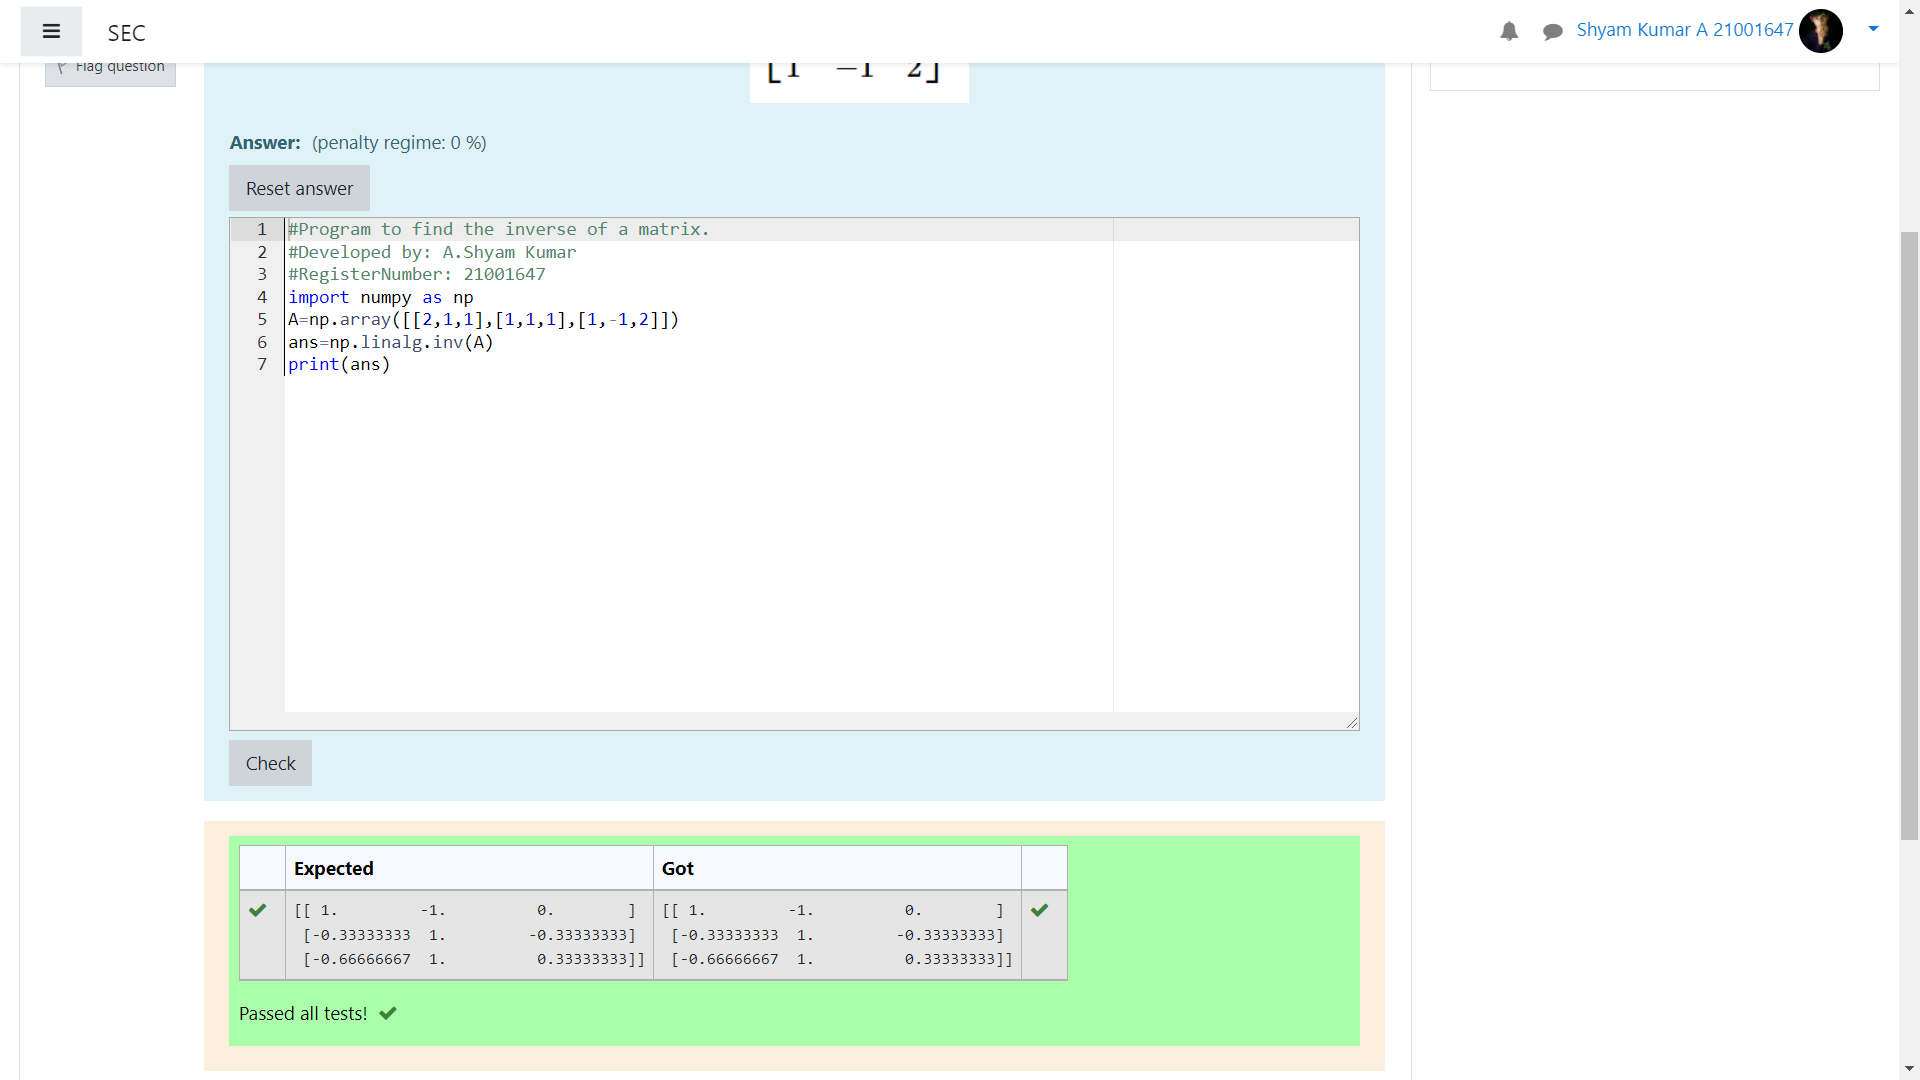 SEC
Shyam Kumar A 21001647
Flag question
[1 −1 2]
Answer: (penalty regime: 0 %)
Reset answer
1 #Program to find the inverse of a matrix.
2 #Developed by: A.Shyam Kumar
3 #RegisterNumber: 21001647
4 import numpy as np
5 A=np.array([[2,1,1],[1,1,1],[1,-1,2]])
6 ans=np.linalg.inv(A)
7 print(ans)
Check
Expected Got
[[ 1. -1. 0. ] [[ 1. -1. 0. ]
[-0.33333333 1. -0.33333333] [-0.33333333 1. -0.33333333]
[-0.66666667 1. 0.33333333]] [-0.66666667 1. 0.33333333]]
Passed all tests!